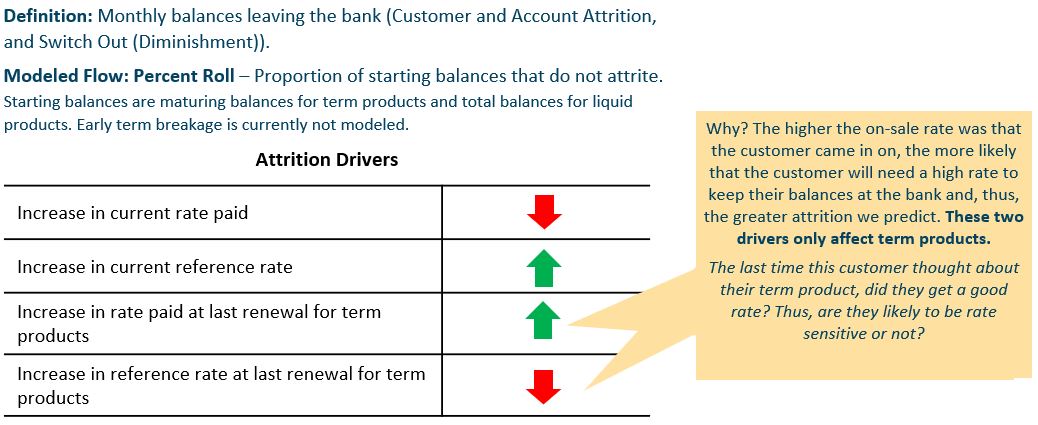 Definition: Monthly balances leaving the bank (Customer and Account Attrition,
and Switch Out (Diminishment)).
Modeled Flow: Percent Roll – Proportion of starting balances that do not attrite.
Starting balances are maturing balances for term products and total balances for liquid
products. Early term breakage is currently not modeled.
Attrition Drivers
Increase in current rate paid
Increase in current reference rate
Increase in rate paid at last renewal for term
products
Increase in reference rate at last renewal for term
products
Why? The higher the on-sale rate was that
the customer came in on, the more likely
that the customer will need a high rate to
keep their balances at the bank and, thus,
the greater attrition we predict. These two
drivers only affect term products.
The last time this customer thought about
their term product, did they get a good
rate? Thus, are they likely to be rate
sensitive or not?